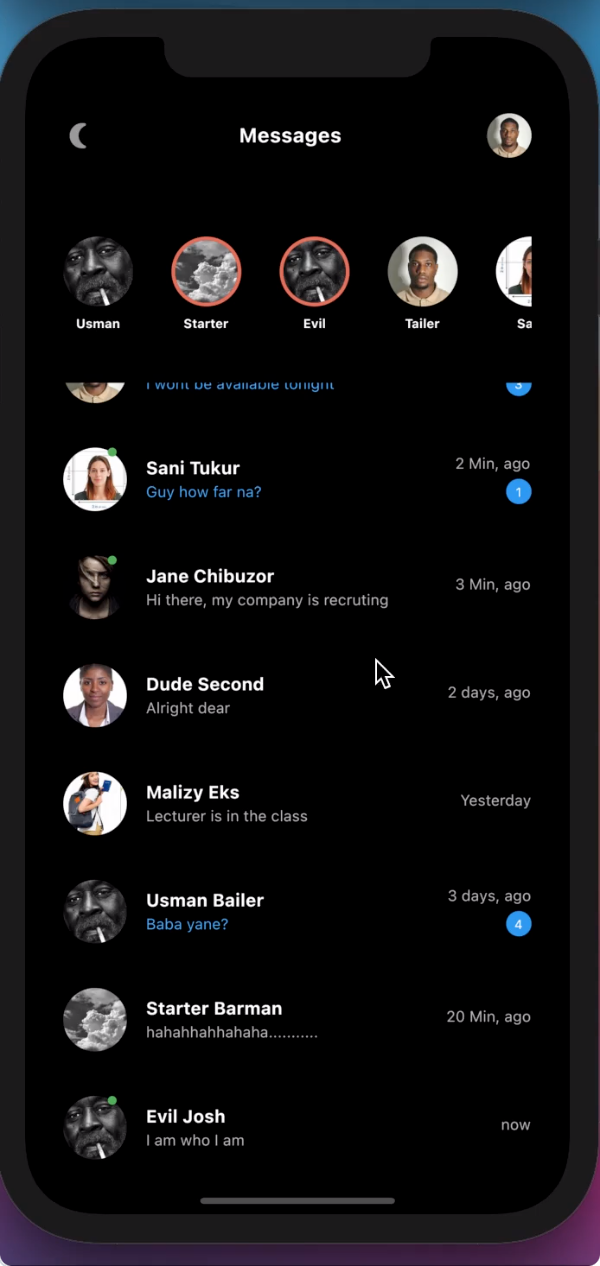 Messages
Usman Starter Evil Tailer Sa
I wont be available tonight 3
Sani Tukur 2 Min, ago
Guy how far na? 1
Jane Chibuzor 3 Min, ago
Hi there, my company is recruting
Dude Second 2 days, ago
Alright dear
Malizy Eks Yesterday
Lecturer is in the class
Usman Bailer 3 days, ago
Baba yane? 4
Starter Barman 20 Min, ago
hahahhahhahaha...........
Evil Josh now
I am who I am